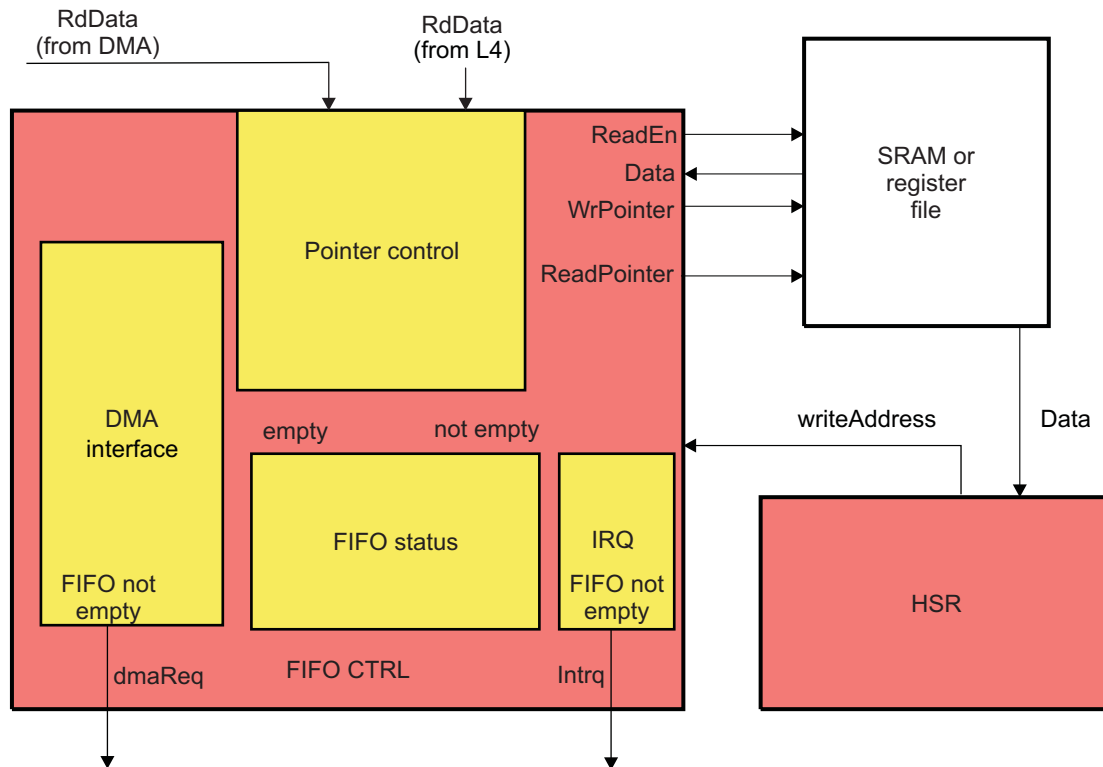 RdData
(from DMA)
RdData
(from L4)
ReadEn
Data
WrPointer
ReadPointer
SRAM or
register
file
Pointer control
DMA
interface
empty
not empty
writeAddress
Data
FIFO status
IRQ
FIFO not
empty
FIFO not
empty
HSR
dmaReq
FIFO CTRL
Intrq